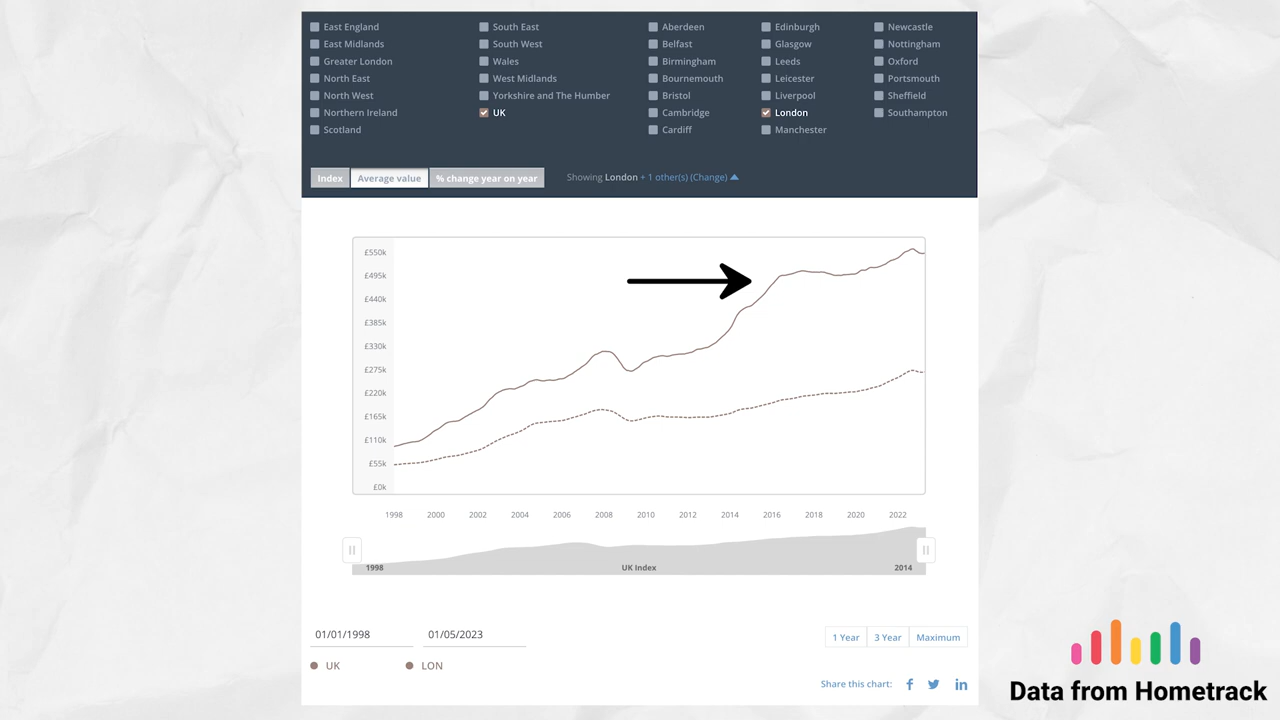 East England
East Midlands
Greater London
North East
North West
Northern Ireland
Scotland
South East
South West
Wales
West Midlands
Yorkshire and The Humber
UK
Aberdeen
Belfast
Birmingham
Bournemouth
Bristol
Cambridge
Cardiff
Edinburgh
Glasgow
Leeds
Leicester
Liverpool
London
Manchester
Newcastle
Nottingham
Oxford
Portsmouth
Sheffield
Southampton
Index Average value % change year on year Showing London + 1 other(s) (Change)
£550k
£495k
£440k
£385k
£330k
£275k
£220k
£165k
£110k
£55k
£0k
1998 2000 2002 2004 2006 2008 2010 2012 2014 2016 2018 2020 2022
1998 UK Index 2014
01/01/1998 01/05/2023
1 Year 3 Year Maximum
UK LON
Share this chart:
Data from Hometrack